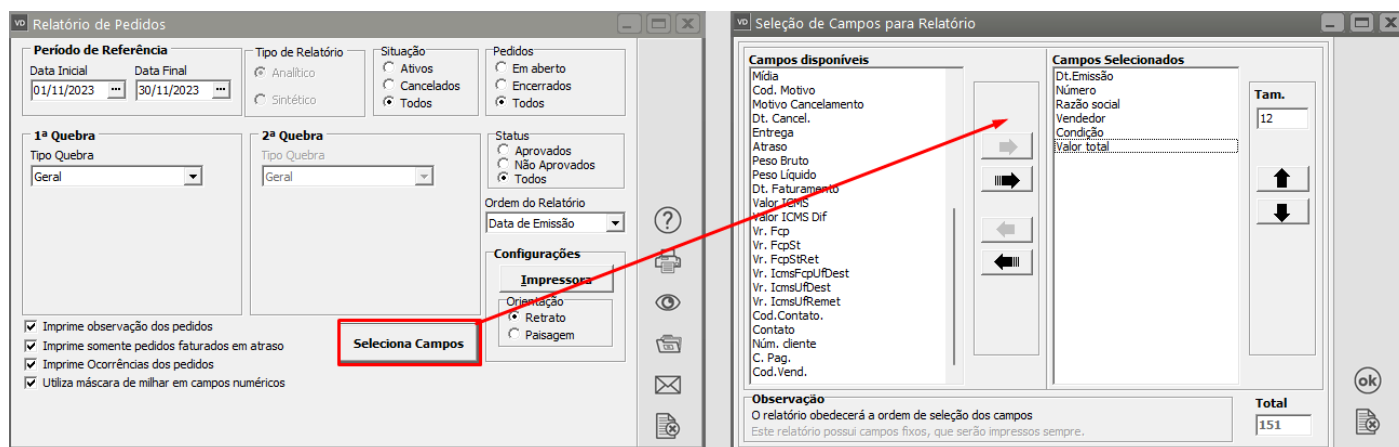 VD Relatório de Pedidos
Período de Referência
Data Inicial Data Final
01/11/2023 ... 30/11/2023 ...
Tipo de Relatório
Analítico
Sintético
Situação
Ativos
Cancelados
Todos
Pedidos
Em aberto
Encerrados
Todos
1ª Quebra
Tipo Quebra
Geral
2ª Quebra
Tipo Quebra
Geral
Status
Aprovados
Não Aprovados
Todos
Ordem do Relatório
Data de Emissão
Configurações
Impressora
Orientação
Retrato
Paisagem
Imprime observação dos pedidos
Imprime somente pedidos faturados em atraso
Imprime Ocorrências dos pedidos
Utiliza máscara de milhar em campos numéricos
Seleciona Campos
VD Seleção de Campos para Relatório
Campos disponíveis
Mídia
Cod. Motivo
Motivo Cancelamento
Dt. Cancel.
Entrega
Atraso
Peso Bruto
Peso Líquido
Dt. Faturamento
Valor ICMS
Valor ICMS Dif
Vr. Fcp
Vr. FcpSt
Vr. FcpStRet
Vr. IcmsFcpUfDest
Vr. IcmsUfDest
Vr. IcmsUfRemet
Cod.Contato.
Contato
Núm. cliente
C. Pag.
Cod.Vend.
Campos Selecionados
Dt.Emissão
Número
Razão social
Vendedor
Condição
Valor total
Tam.
12
ok
Observação
O relatório obedecerá a ordem de seleção dos campos
Este relatório possui campos fixos, que serão impressos sempre.
Total
151